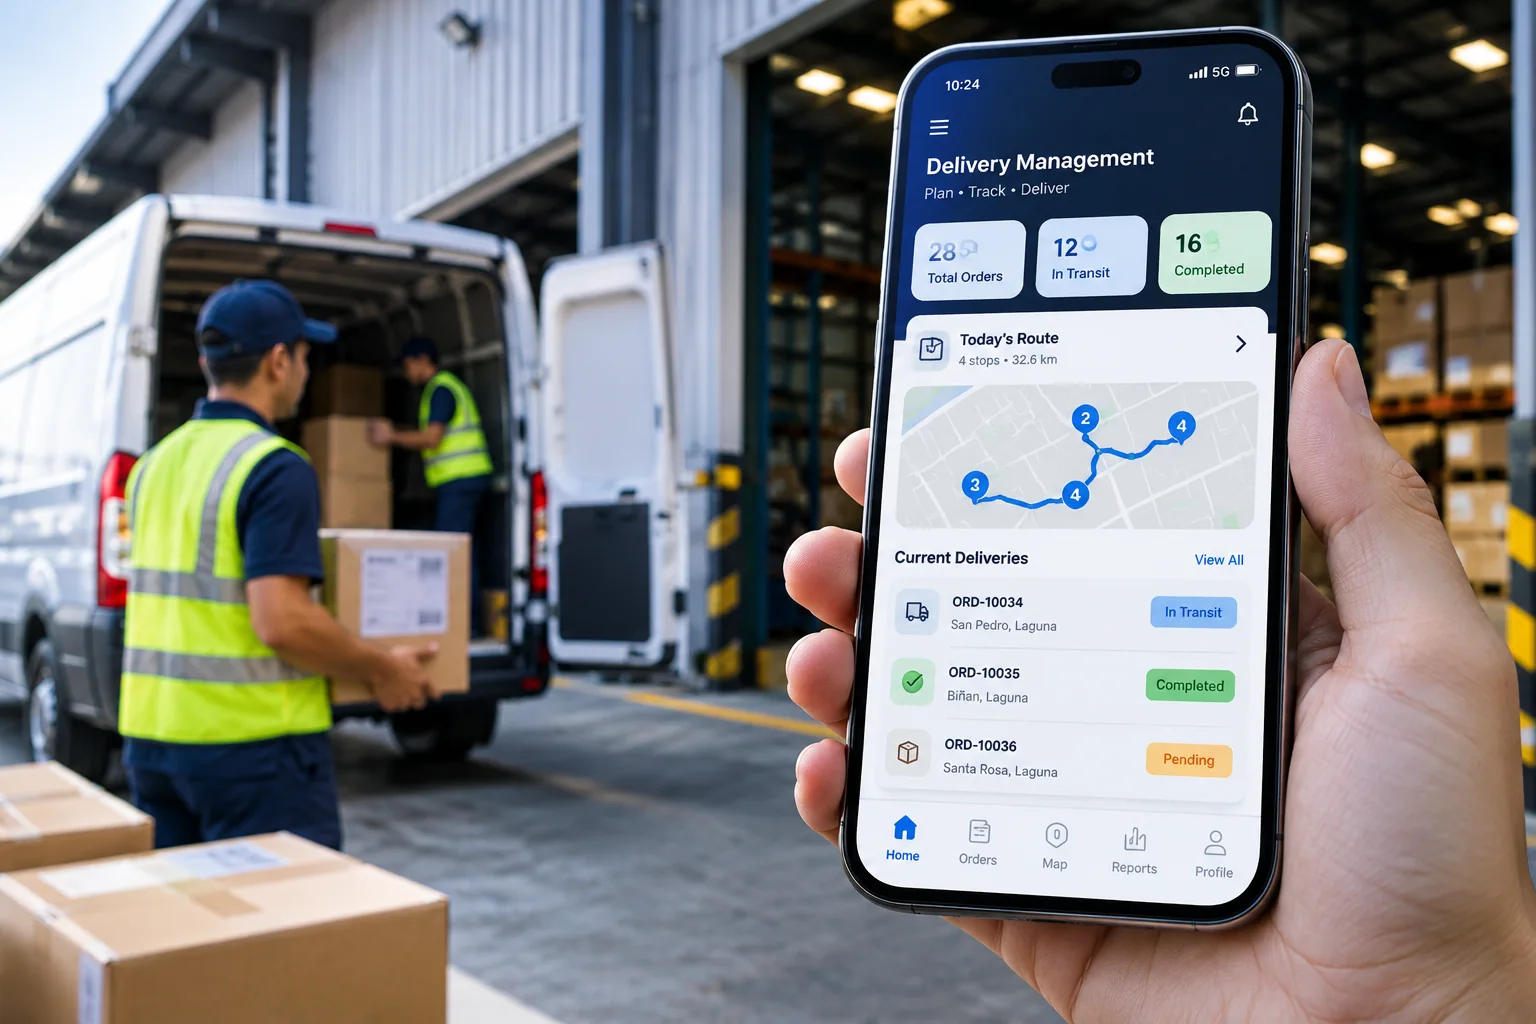 10:24
5G
Delivery Management
Plan • Track • Deliver
28
Total Orders
12
In Transit
16
Completed
Today's Route
4 stops • 32.6 km
2
4
3
4
Current Deliveries
View All
ORD-10034
San Pedro, Laguna
In Transit
ORD-10035
Biñan, Laguna
Completed
ORD-10036
Santa Rosa, Laguna
Pending
Home
Orders
Map
Reports
Profile